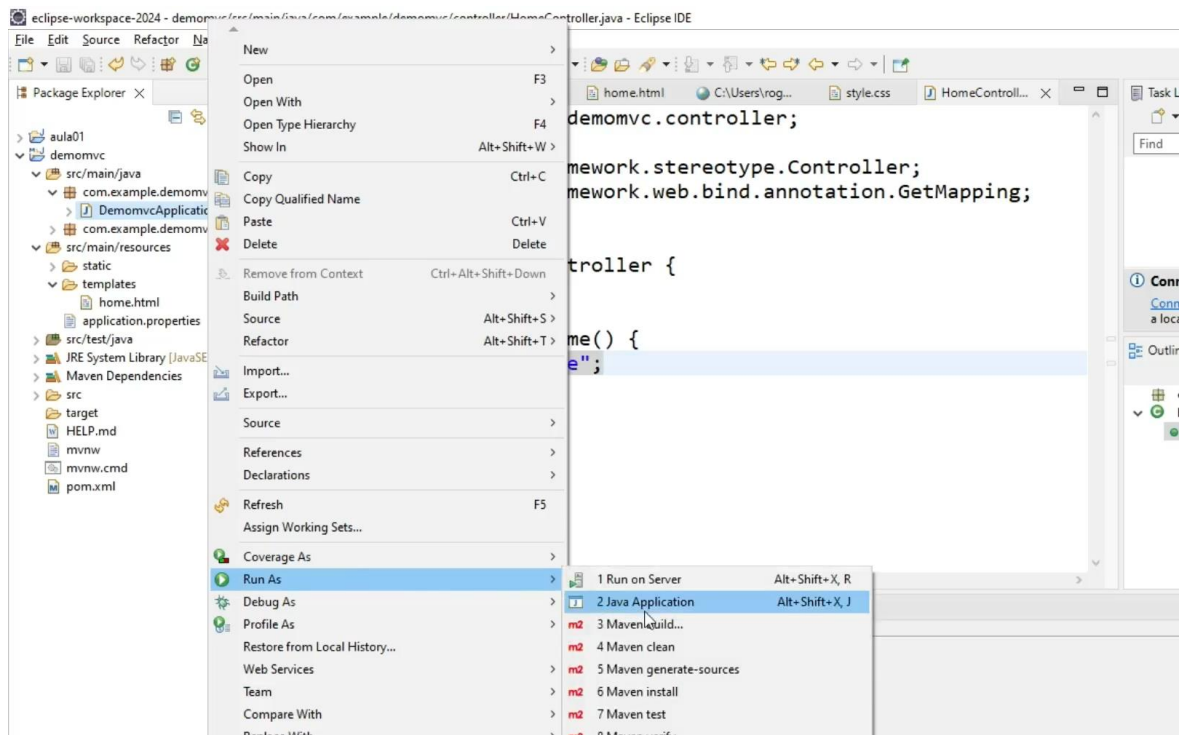 eclipse-workspace-2024 - demomvc/src/main/java/com/example/demomvc/controller/HomeController.java - Eclipse IDE
File Edit Source Refactor Na
Package Explorer
aula01
demomvc
src/main/java
com.example.demomv
DemomvcApplicatio
com.example.demomv
src/main/resources
static
templates
home.html
application.properties
src/test/java
JRE System Library [JavaSE
Maven Dependencies
src
target
HELP.md
mvnw
mvnw.cmd
pom.xml
New
Open F3
Open With
Open Type Hierarchy F4
Show In Alt+Shift+W >
Copy Ctrl+C
Copy Qualified Name
Paste Ctrl+V
Delete Delete
Remove from Context Ctrl+Alt+Shift+Down
Build Path
Source Alt+Shift+S >
Refactor Alt+Shift+T >
Import...
Export...
Source
References
Declarations
Refresh F5
Assign Working Sets...
Coverage As
Run As
Debug As
Profile As
Restore from Local History...
Web Services
Team
Compare With
1 Run on Server Alt+Shift+X, R
2 Java Application Alt+Shift+X, J
3 Maven build...
4 Maven clean
5 Maven generate-sources
6 Maven install
7 Maven test
home.html C:\Users\rog... style.css HomeControll...
demomvc.controller;
mework.stereotype.Controller;
mework.web.bind.annotation.GetMapping;
troller {
me() {
e";
Task L
Find
Conn
Conn
a loca
Outlin